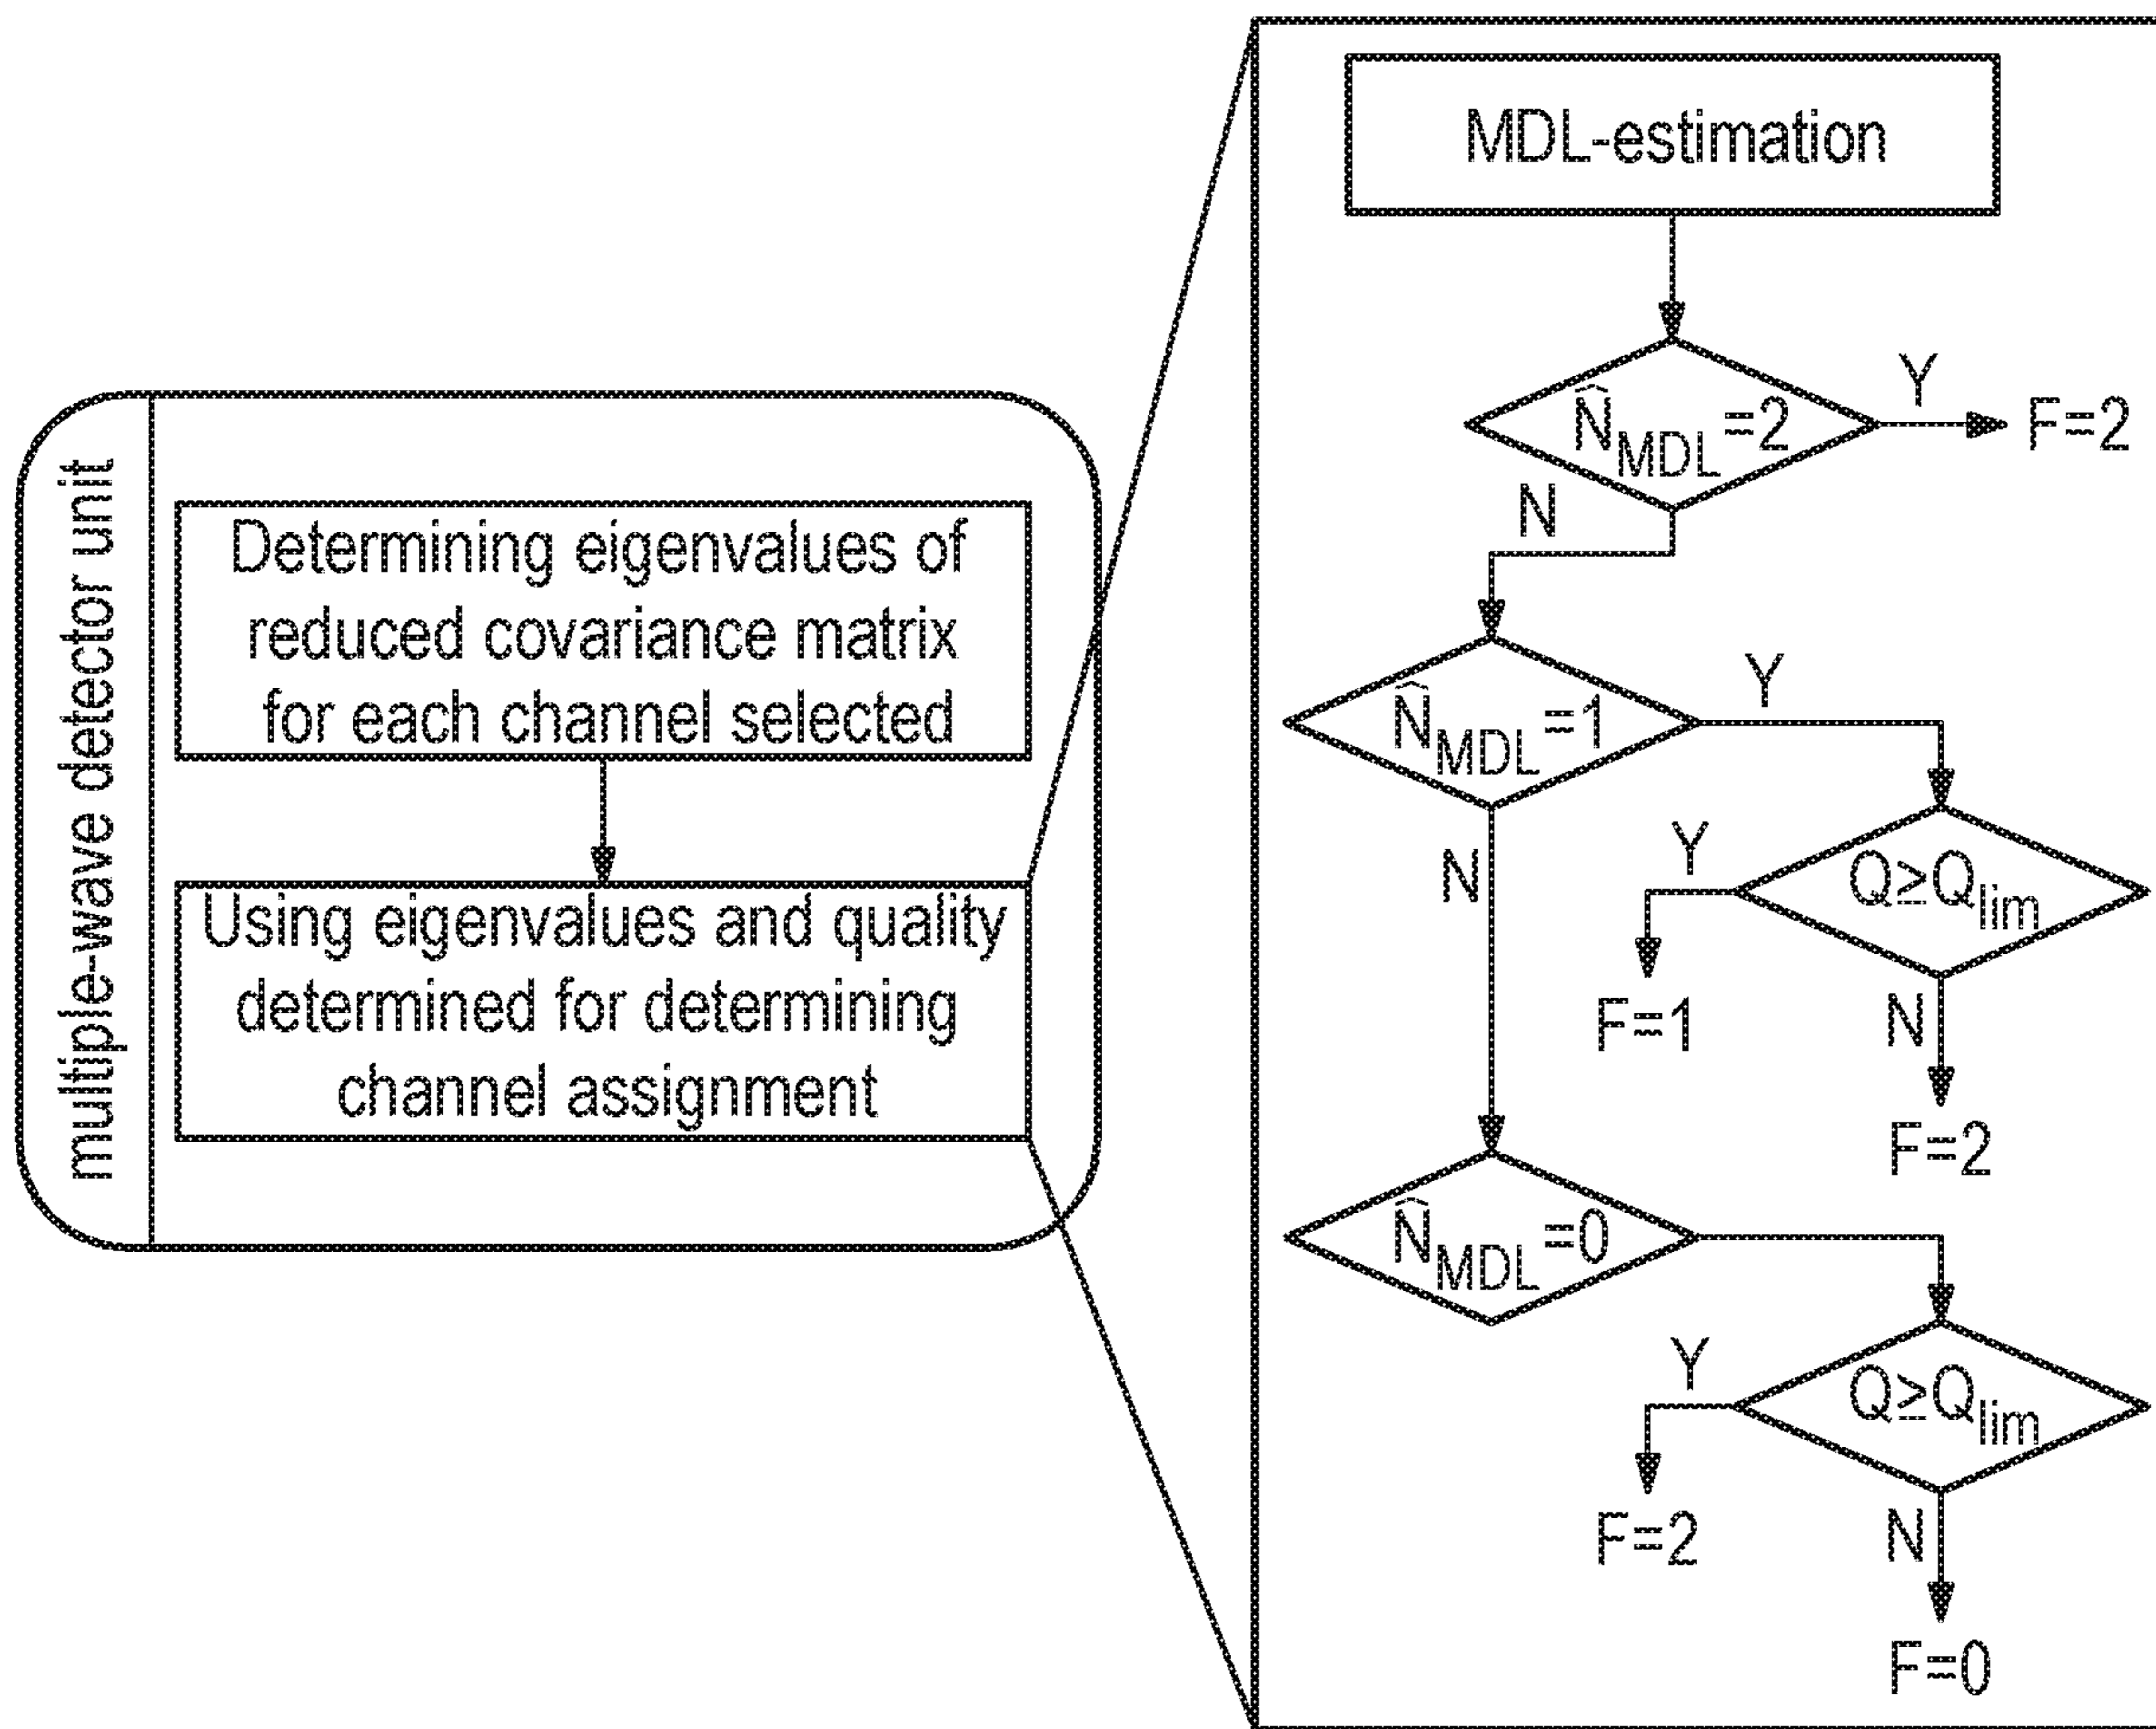 multiple-wave detector unit
Determining eigenvalues of
reduced covariance matrix
for each channel selected
Using eigenvalues and quality
determined for determining
channel assignment
MDL-estimation
N̂MDL=2
Y
F=2
N
N̂MDL=1
Y
N
Q≥Qlim
Y
F=1
N
F=2
N̂MDL=0
Q≥Qlim
Y
F=2
N
F=0